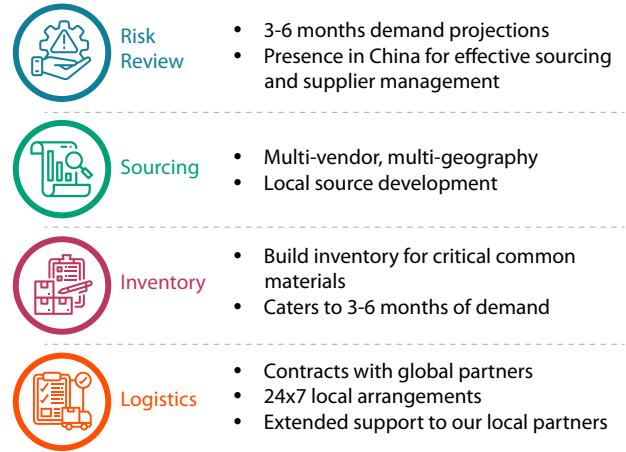 Risk
Review
• 3-6 months demand projections
• Presence in China for effective sourcing
and supplier management
Sourcing
• Multi-vendor, multi-geography
• Local source development
Inventory
• Build inventory for critical common
materials
• Caters to 3-6 months of demand
Logistics
• Contracts with global partners
• 24x7 local arrangements
• Extended support to our local partners